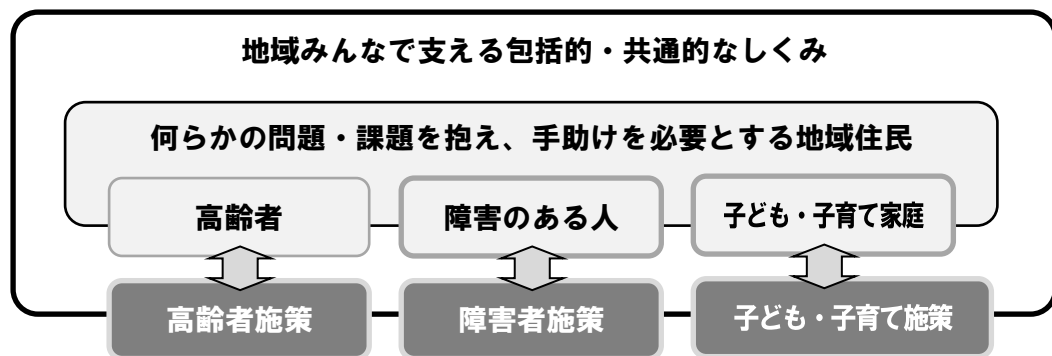 地域みんなで支える包括的・共通的なしくみ
何らかの問題・課題を抱え、手助けを必要とする地域住民
高齢者
障害のある人
子ども・子育て家庭
高齢者施策
障害者施策
子ども・子育て施策